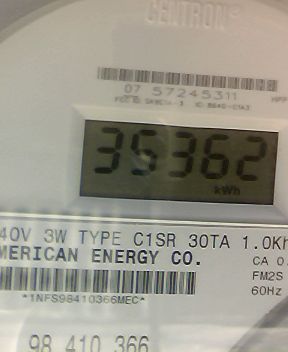 CENTRON®
07 57245311
35362
kWh
40V 3W TYPE C1SR 30TA 1.0Kh
MERICAN ENERGY CO.
CA 0.
FM2S
60Hz
*1NFS98410366MEC*
98 410 366